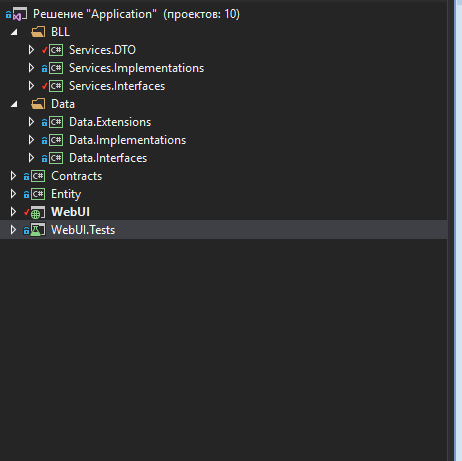 Решение "Application" (проектов: 10)
BLL
C# Services.DTO
C# Services.Implementations
C# Services.Interfaces
Data
C# Data.Extensions
C# Data.Implementations
C# Data.Interfaces
C# Contracts
C# Entity
WebUI
WebUI.Tests